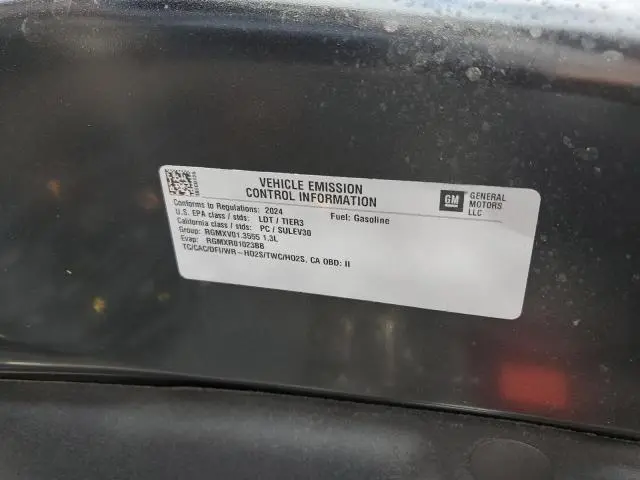 VEHICLE EMISSION
CONTROL INFORMATION
GM GENERAL
MOTORS
LLC
Conforms to Regulations: 2024
U.S. EPA class / stds: LDT / TIER3 Fuel: Gasoline
California class / stds: PC / SULEV30
Group: RGMXV01.3555 1.3L
Evap: RGMXR0102388
TC/CAC/DFI/WR-HO2S/TWC/HO2S, CA OBD: II